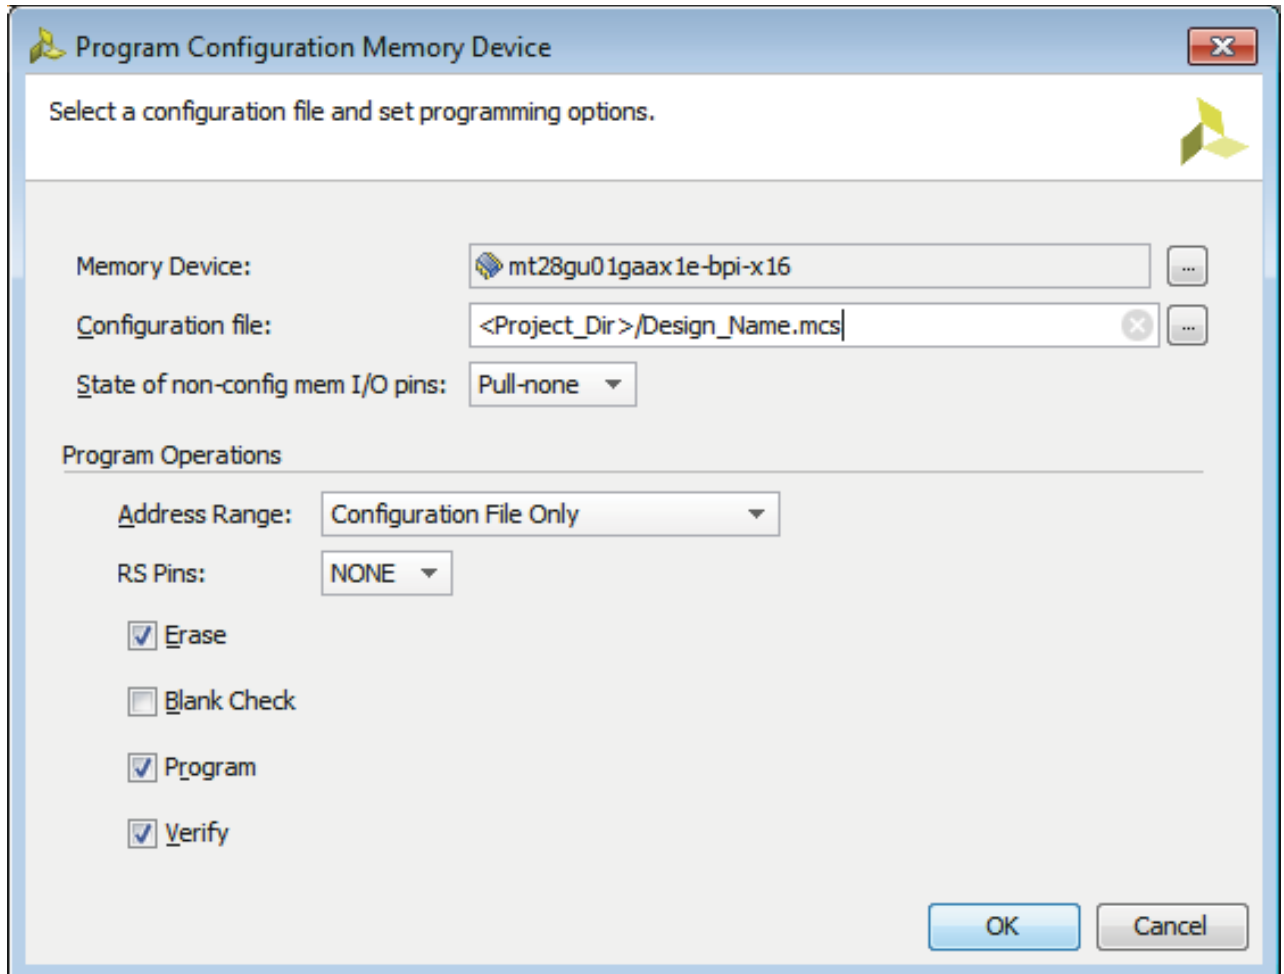 Program Configuration Memory Device
Select a configuration file and set programming options.
Memory Device: mt28gu01gaax1e-bpi-x16 ...
Configuration file: <Project_Dir>/Design_Name.mcs ...
State of non-config mem I/O pins: Pull-none
Program Operations
Address Range: Configuration File Only
RS Pins: NONE
Erase
Blank Check
Program
Verify
OK Cancel